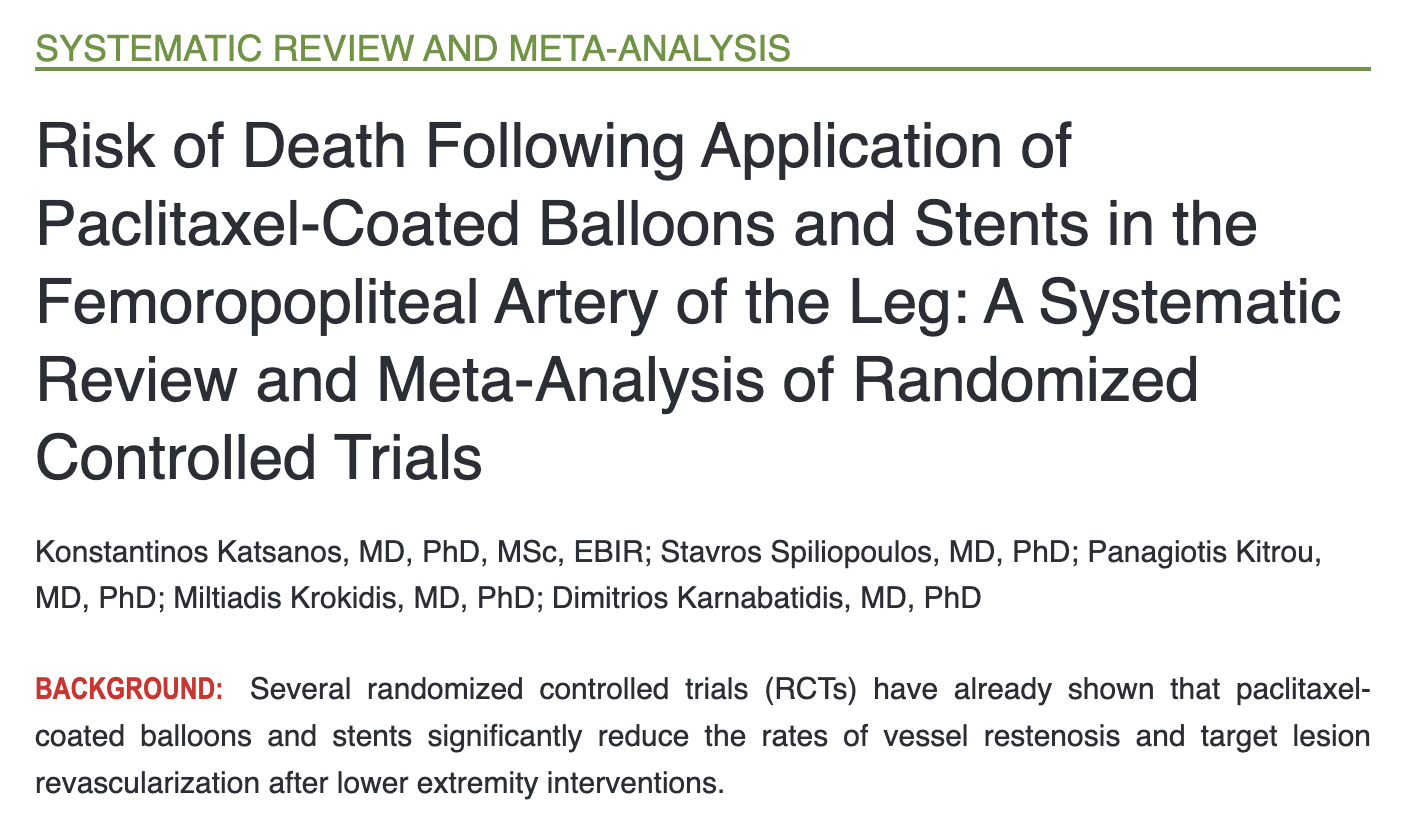 SYSTEMATIC REVIEW AND META-ANALYSIS
Risk of Death Following Application of
Paclitaxel-Coated Balloons and Stents in the
Femoropopliteal Artery of the Leg: A Systematic
Review and Meta-Analysis of Randomized
Controlled Trials
Konstantinos Katsanos, MD, PhD, MSc, EBIR; Stavros Spiliopoulos, MD, PhD; Panagiotis Kitrou,
MD, PhD; Miltiadis Krokidis, MD, PhD; Dimitrios Karnabatidis, MD, PhD
BACKGROUND: Several randomized controlled trials (RCTs) have already shown that paclitaxel-
coated balloons and stents significantly reduce the rates of vessel restenosis and target lesion
revascularization after lower extremity interventions.